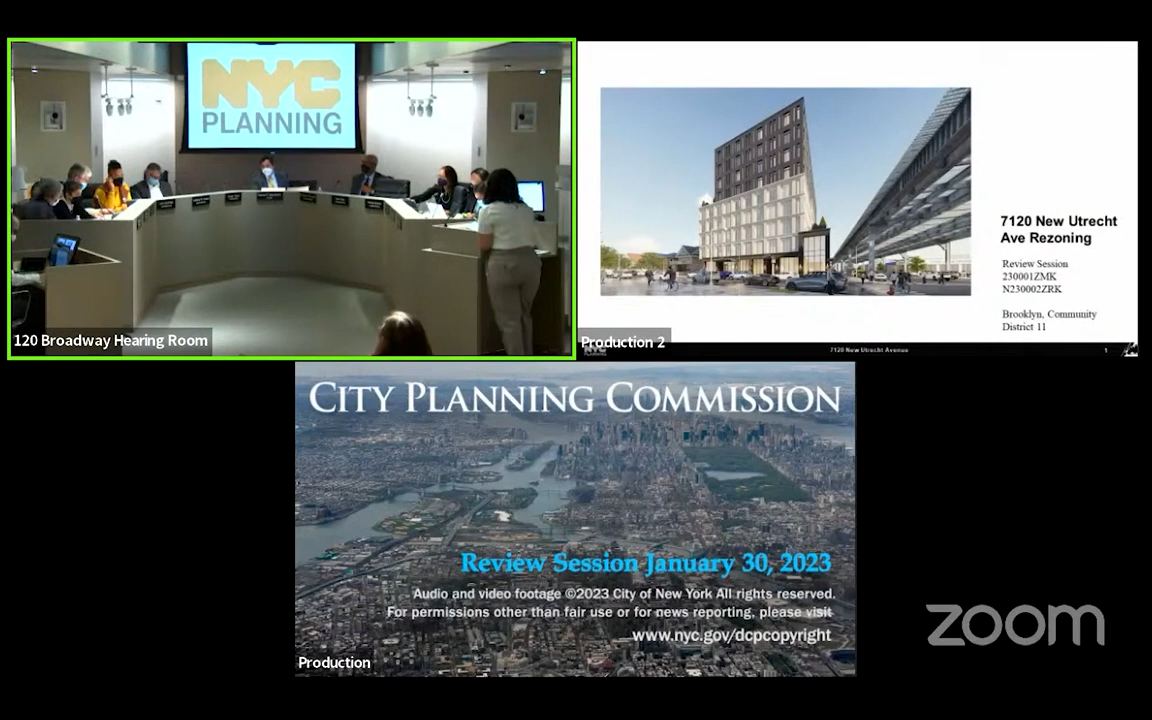 NYC
PLANNING
120 Broadway Hearing Room
7120 New Utrecht
Ave Rezoning
Review Session
230001ZMK
N230002ZRK
Brooklyn, Community
District 11
Production 2
NYC
7120 New Utrecht Avenue
1
CITY PLANNING COMMISSION
Review Session January 30, 2023
Audio and video footage ©2023 City of New York All rights reserved.
For permissions other than fair use or for news reporting, please visit
www.nyc.gov/dcpcopyright
Production
zoom